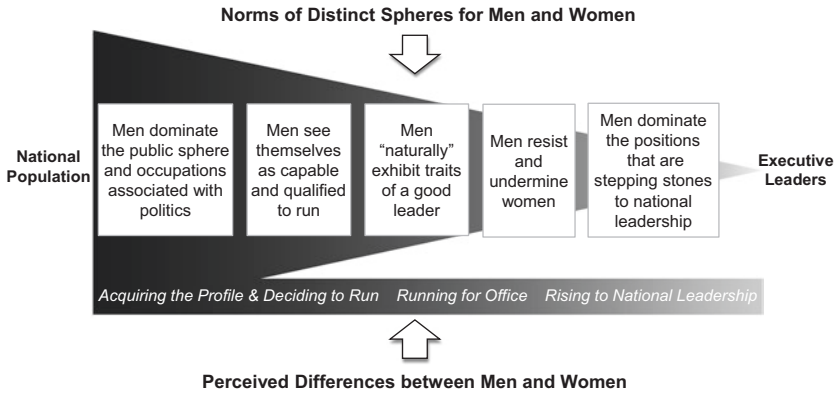 Norms of Distinct Spheres for Men and Women
National
Population
Men dominate
the public sphere
and occupations
associated with
politics
Men see
themselves
as capable
and qualified
to run
Men
“naturally”
exhibit traits
of a good
leader
Men resist
and
undermine
women
Men dominate
the positions
that are
stepping stones
to national
leadership
Executive
Leaders
Acquiring the Profile & Deciding to Run
Running for Office
Rising to National Leadership
Perceived Differences between Men and Women